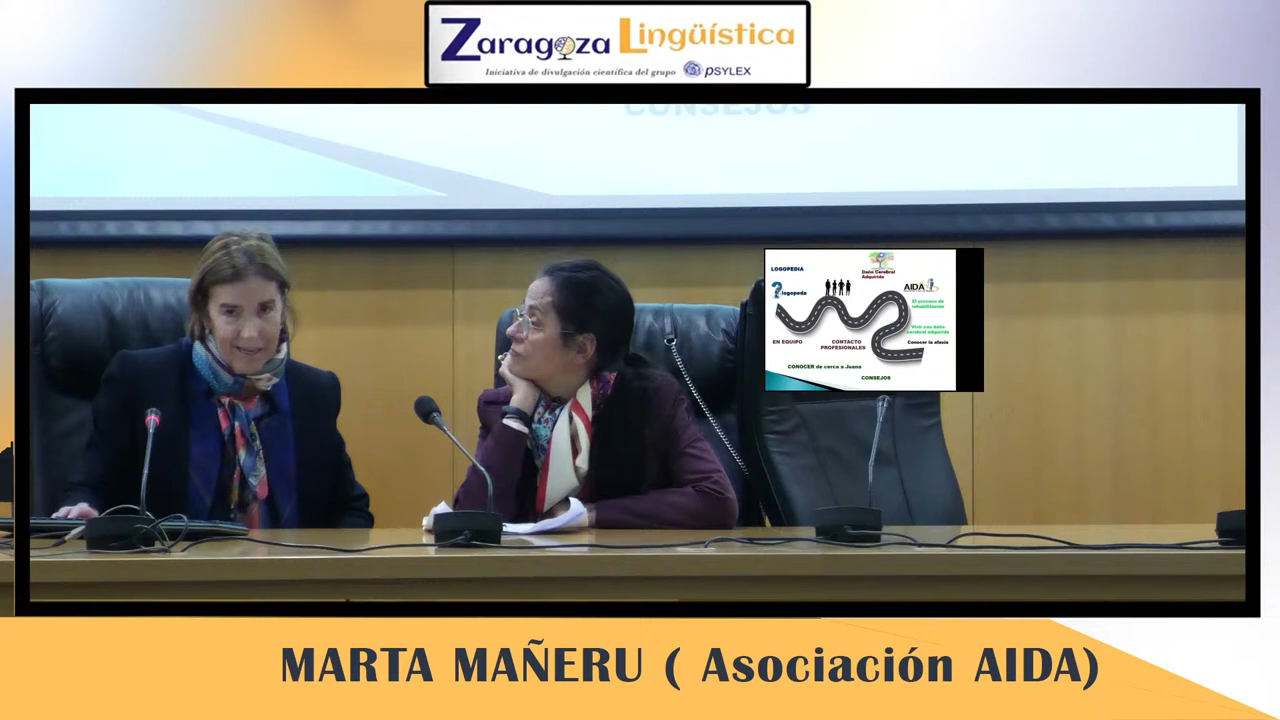 Zaragoza Lingüística
Iniciativa de divulgación científica del grupo PSYLEX
CONSEJOS
LOGOPEDIA
Daño Cerebral
Adquirido
? logopeda
AIDA
El proceso de
rehabilitación
Vivir con daño
cerebral adquirido
EN EQUIPO
CONTACTO
PROFESIONALES
Conocer la afasia
CONOCER de cerca a Juana
CONSEJOS
MARTA MAÑERU ( Asociación AIDA)